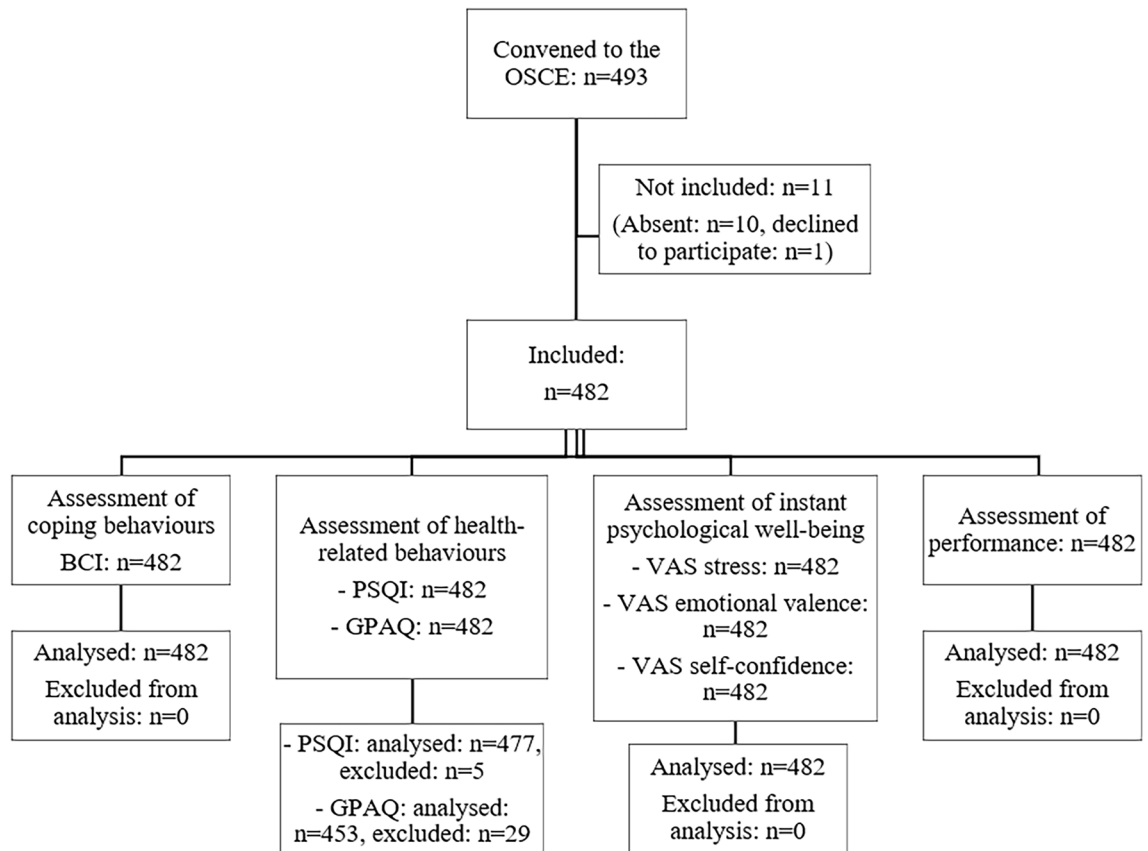 Convened to the
OSCE: n=493
Not included: n=11
(Absent: n=10, declined
to participate: n=1)
Included:
n=482
Assessment of
coping behaviours
BCI: n=482
Assessment of health-
related behaviours
- PSQI: n=482
- GPAQ: n=482
Assessment of instant
psychological well-being
- VAS stress: n=482
- VAS emotional valence:
n=482
- VAS self-confidence:
n=482
Assessment of
performance: n=482
Analysed: n=482
Excluded from
analysis: n=0
- PSQI: analysed: n=477,
excluded: n=5
- GPAQ: analysed:
n=453, excluded: n=29
Analysed: n=482
Excluded from
analysis: n=0
Analysed: n=482
Excluded from
analysis: n=0